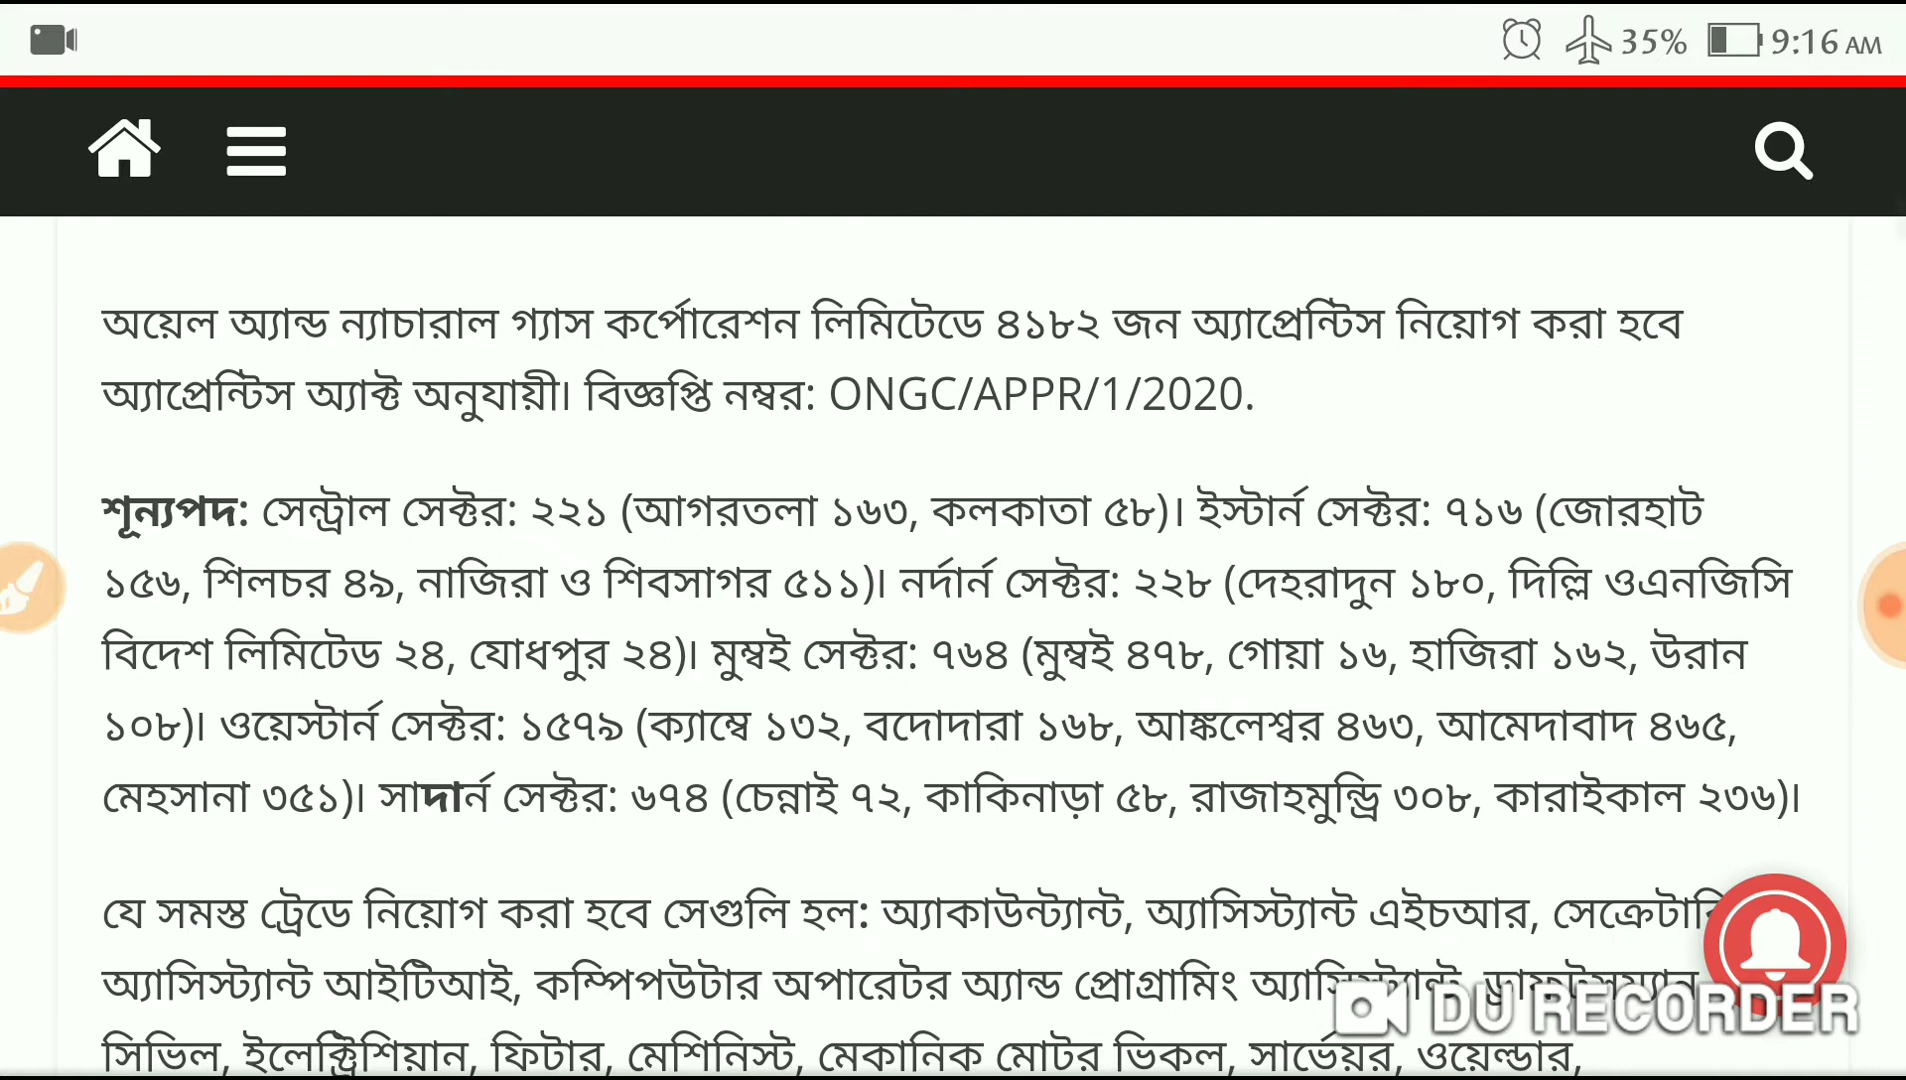 35% 9:16 AM
অয়েল অ্যান্ড ন্যাচারাল গ্যাস কর্পোরেশন লিমিটেডে ৪১৮২ জন অ্যাপ্রেন্টিস নিয়োগ করা হবে
অ্যাপ্রেন্টিস অ্যাক্ট অনুযায়ী। বিজ্ঞপ্তি নম্বর: ONGC/APPR/1/2020.
শূন্যপদ: সেন্ট্রাল সেক্টর: ২২১ (আগরতলা ১৬৩, কলকাতা ৫৮)। ইস্টার্ন সেক্টর: ৭১৬ (জোরহাট
১৫৬, শিলচর ৪৯, নাজিরা ও শিবসাগর ৫১১)। নর্দার্ন সেক্টর: ২২৮ (দেহরাদুন ১৮০, দিল্লি ওএনজিসি
বিদেশ লিমিটেড ২৪, যোধপুর ২৪)। মুম্বই সেক্টর: ৭৬৪ (মুম্বই ৪৭৮, গোয়া ১৬, হাজিরা ১৬২, উরান
১০৮)। ওয়েস্টার্ন সেক্টর: ১৫৭৯ (ক্যাম্বে ১৩২, বদোদারা ১৬৮, আঙ্কলেশ্বর ৪৬৩, আমেদাবাদ ৪৬৫,
মেহসানা ৩৫১)। সাদার্ন সেক্টর: ৬৭৪ (চেন্নাই ৭২, কাকিনাড়া ৫৮, রাজাহমুন্দ্রি ৩০৮, কারাইকাল ২৩৬)।
যে সমস্ত ট্রেডে নিয়োগ করা হবে সেগুলি হল: অ্যাকাউন্ট্যান্ট, অ্যাসিস্ট্যান্ট এইচআর,
অ্যাসিস্ট্যান্ট আইটিআই, কম্পিপউটার অপারেটর অ্যান্ড প্রোগ্রামিং অ্যাসিস্ট্যান্ট, ড্রাফটসম্যান
DU RECORDER
সিভিল, ইলেক্ট্রিশিয়ান, ফিটার, মেশিনিস্ট, মেকানিক মোটর ভিকল, সার্ভেয়র, ওয়েল্ডার,